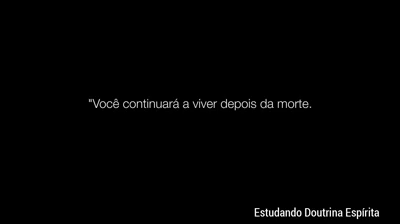 "Você continuará a viver depois da morte.
Estudando Doutrina Espírita